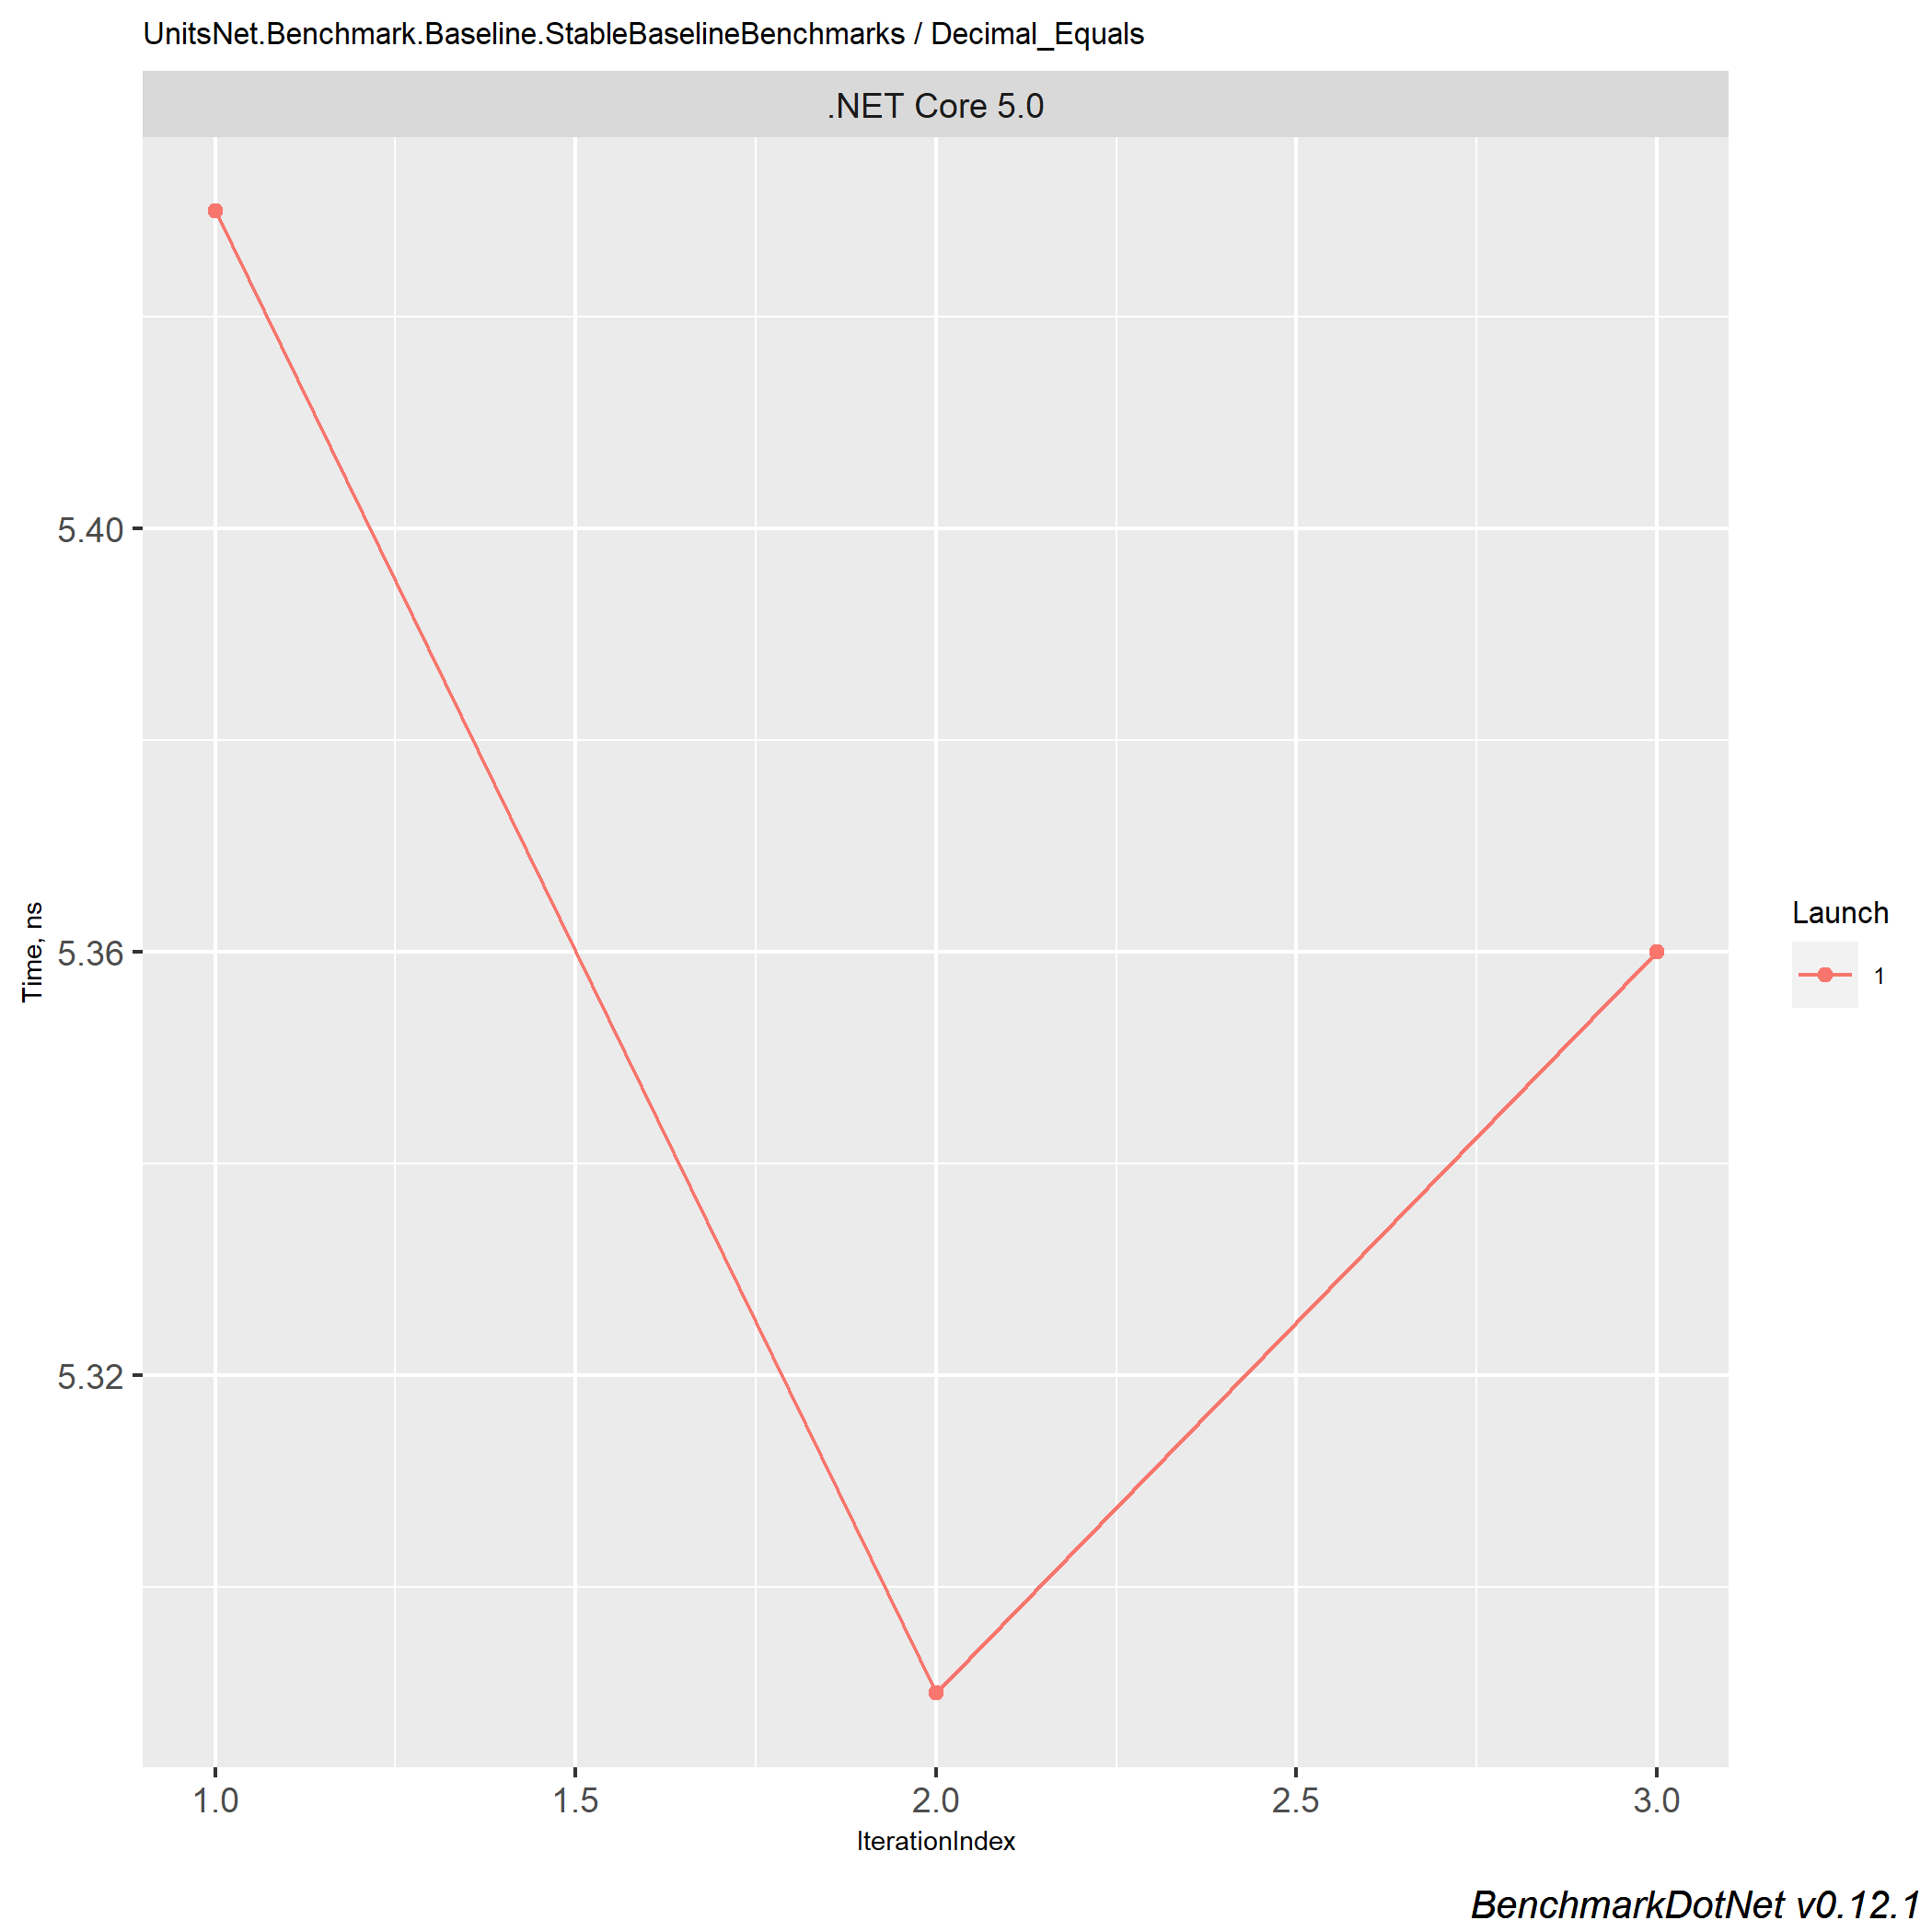 UnitsNet.Benchmark.Baseline.StableBaselineBenchmarks / Decimal_Equals
.NET Core 5.0
5.40
5.36
5.32
Time, ns
1.0 1.5 2.0 2.5 3.0
IterationIndex
Launch
1
BenchmarkDotNet v0.12.1